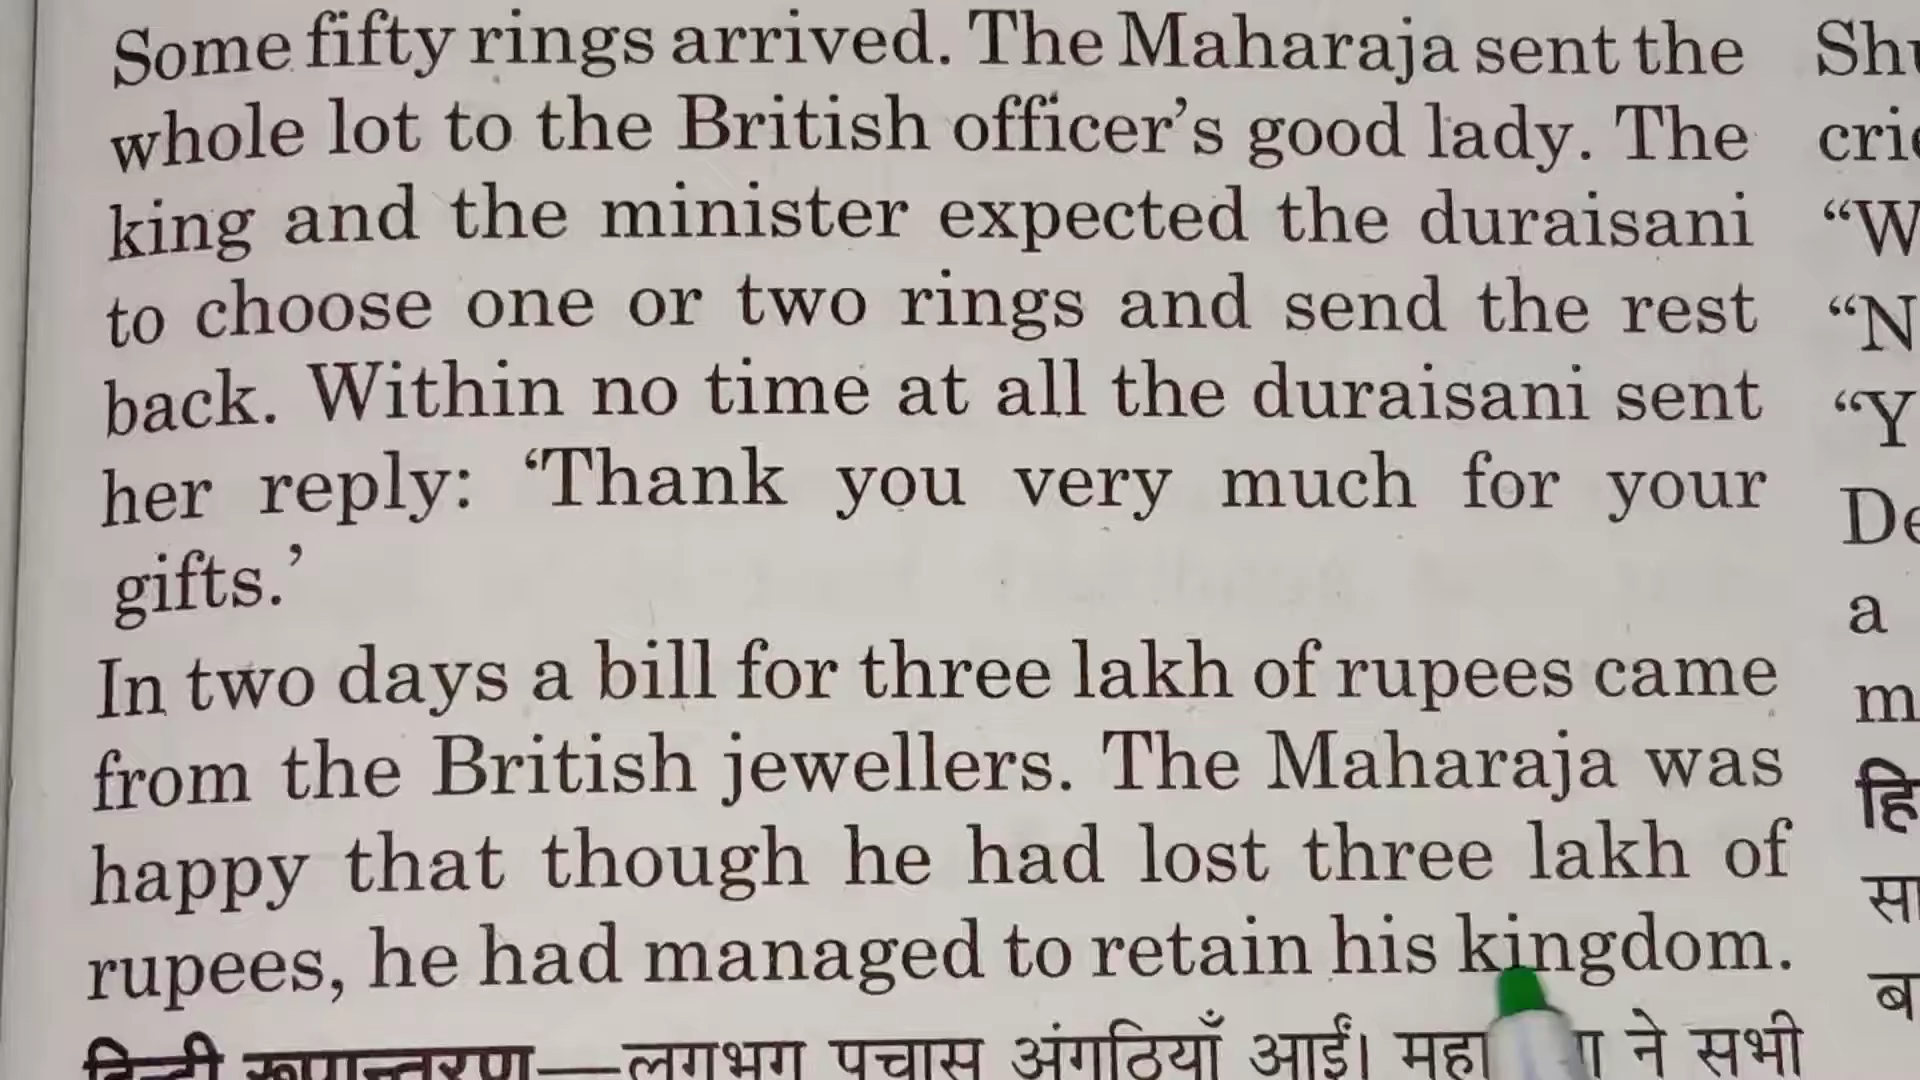 Some fifty rings arrived. The Maharaja sent the
whole lot to the British officer's good lady. The
king and the minister expected the duraisani
to choose one or two rings and send the rest
back. Within no time at all the duraisani sent
her reply: 'Thank you very much for your
gifts.'
In two days a bill for three lakh of rupees came
from the British jewellers. The Maharaja was
happy that though he had lost three lakh of
rupees, he had managed to retain his kingdom.
हिन्दी रूपान्तरण—लगभग पचास अंगूठियाँ आईं। ने सभी
a